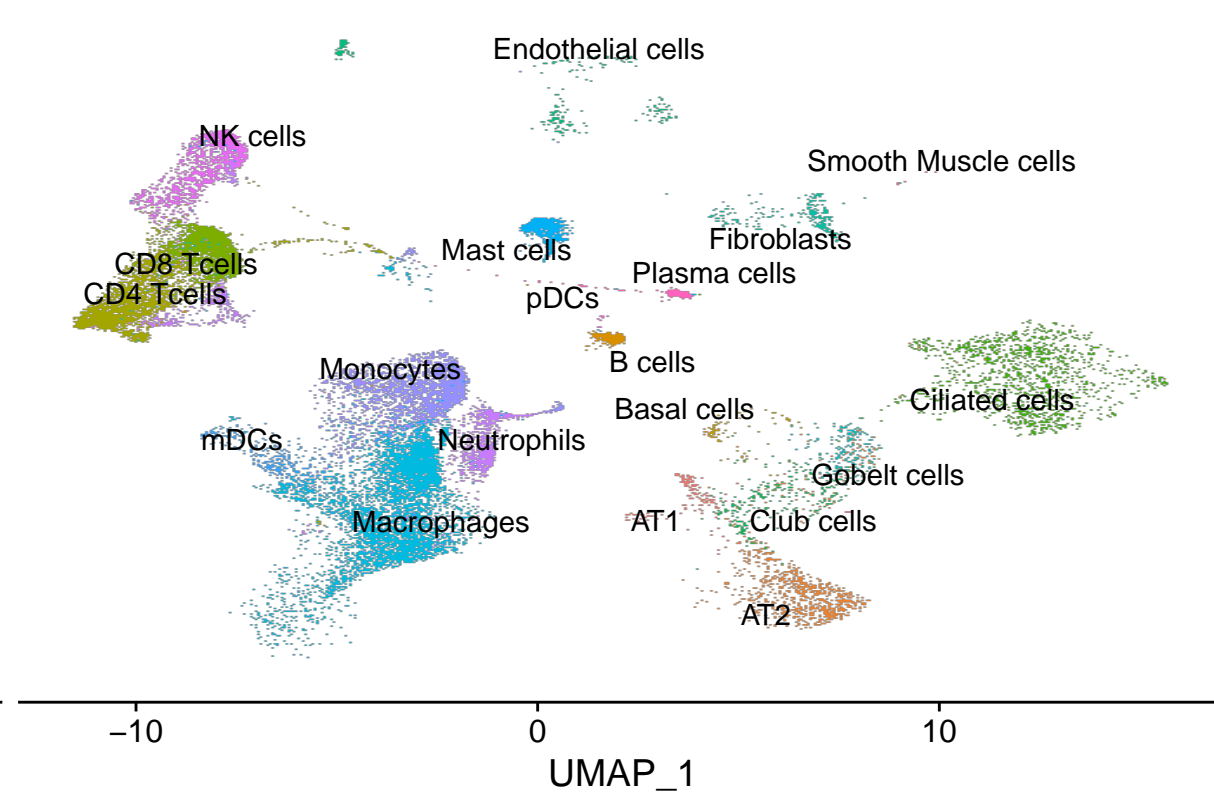 Endothelial cells
NK cells
Smooth Muscle cells
Fibroblasts
Mast cells
CD8 Tcells
Plasma cells
CD4 Tcells
pDCs
B cells
Monocytes
Ciliated cells
Basal cells
mDCs
Neutrophils
Gobelt cells
Macrophages
AT1
Club cells
AT2
−10
0
10
UMAP_1